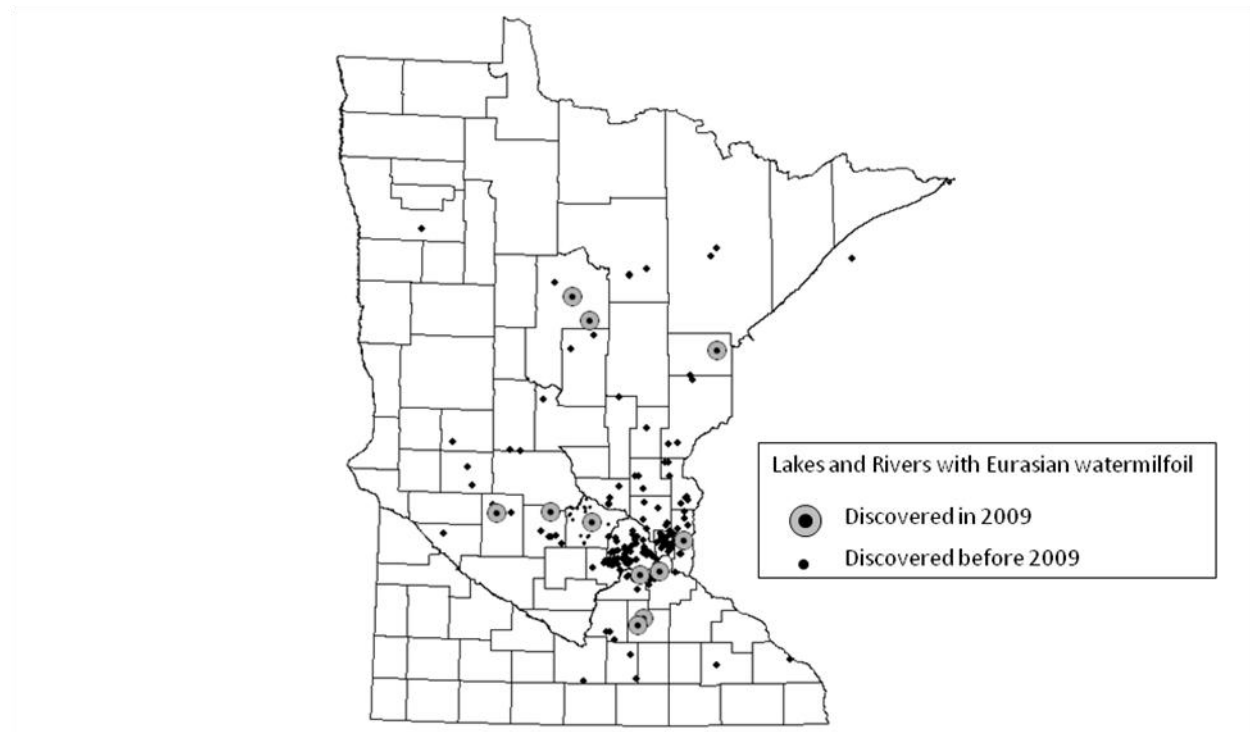 Lakes and Rivers with Eurasian watermilfoil
Discovered in 2009
Discovered before 2009